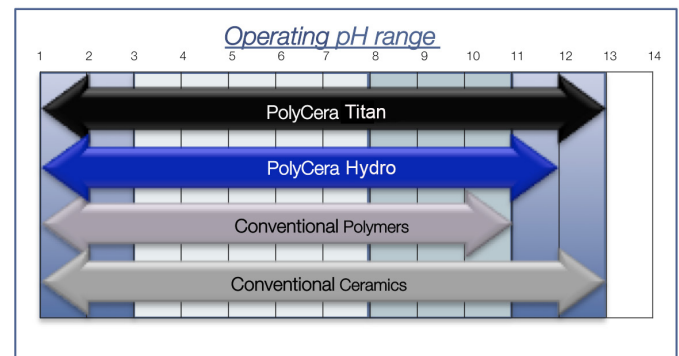 Operating pH range
1 2 3 4 5 6 7 8 9 10 11 12 13 14
PolyCera Titan
PolyCera Hydro
Conventional Polymers
Conventional Ceramics